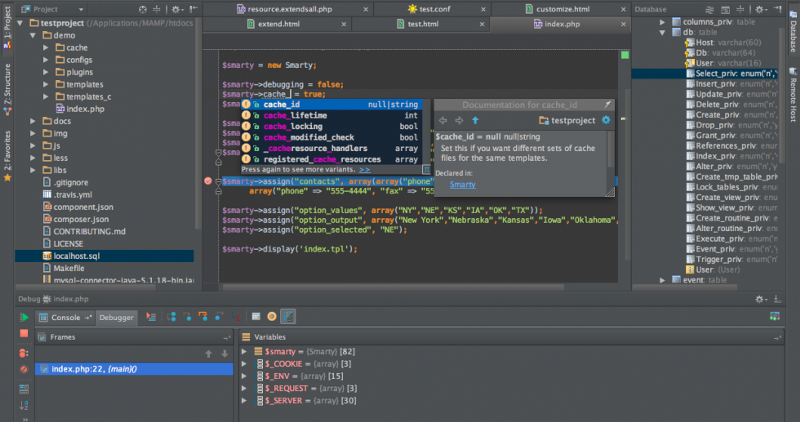 Project
resource.extendsall.php
test.conf
customize.html
extend.html
test.html
index.php
Database
1: Project
2: Structure
2: Favorites
testproject (/Applications/MAMP/htdocs
demo
cache
configs
plugins
templates
templates_c
index.php
docs
img
js
less
libs
.gitignore
.travis.yml
component.json
composer.json
CONTRIBUTING.md
LICENSE
localhost.sql
Makefile
mysql-connector-java-5.1.18-bin.jar
$smarty = new Smarty;
$smarty->debugging = false;
$smarty->cache_ = true;
cache_id null|string
cache_lifetime int
cache_locking bool
cache_modified_check bool
_cacheresource_handlers array
registered_cache_resources array
Press again to see more variants. >>
Documentation for cache_id
testproject
$cache_id = null null|string
Set this if you want different sets of cache
files for the same templates.
Declared in:
Smarty
$smarty->assign("contacts", array(array("phone"
array("phone" => "555-4444", "fax" => "55
$smarty->assign("option_values", array("NY","NE","KS","IA","OK","TX"));
$smarty->assign("option_output", array("New York","Nebraska","Kansas","Iowa","Oklahoma",
$smarty->assign("option_selected", "NE");
$smarty->display('index.tpl');
columns_priv: table
db: table
Host: varchar(60)
Db: varchar(64)
User: varchar(16)
Select_priv: enum('n',
Insert_priv: enum('n','
Update_priv: enum('n',
Delete_priv: enum('n',
Create_priv: enum('n',
Drop_priv: enum('n','y
Grant_priv: enum('n','
References_priv: enum
Index_priv: enum('n','y
Alter_priv: enum('n','y
Create_tmp_table_priv
Lock_tables_priv: enum
Create_view_priv: enum
Show_view_priv: enum
Create_routine_priv: e
Alter_routine_priv: enu
Execute_priv: enum('n'
Event_priv: enum('n','y
Trigger_priv: enum('n',
User: (User)
event: table
Database
Remote Host
Debug index.php
Console
Debugger
Frames
index.php:22, {main}()
Variables
$smarty = {Smarty} [82]
$_COOKIE = {array} [3]
$_ENV = {array} [15]
$_REQUEST = {array} [3]
$_SERVER = {array} [30]